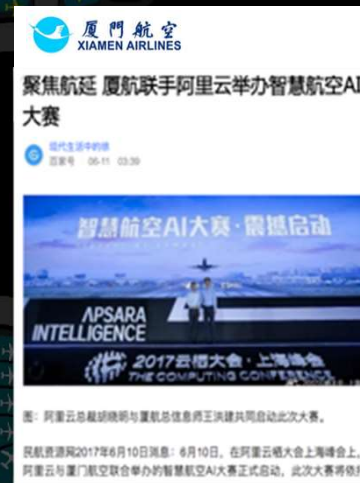 厦門航空
XIAMEN AIRLINES
聚焦航延 厦航联手阿里云举办智慧航空AI
大赛
百家号 06-11 03:39
智慧航空AI大赛·震撼启动
APSARA
INTELLIGENCE
2017云栖大会·上海峰会
THE COMPUTING CONFERENCE
图：阿里云总裁胡晓明与厦航总信息师王洪建共同启动此次大赛。
民航资源网2017年6月10日消息：6月10日，在阿里云栖大会上海峰会上，
阿里云与厦门航空联合举办的智慧航空AI大赛正式启动，此次大赛将依